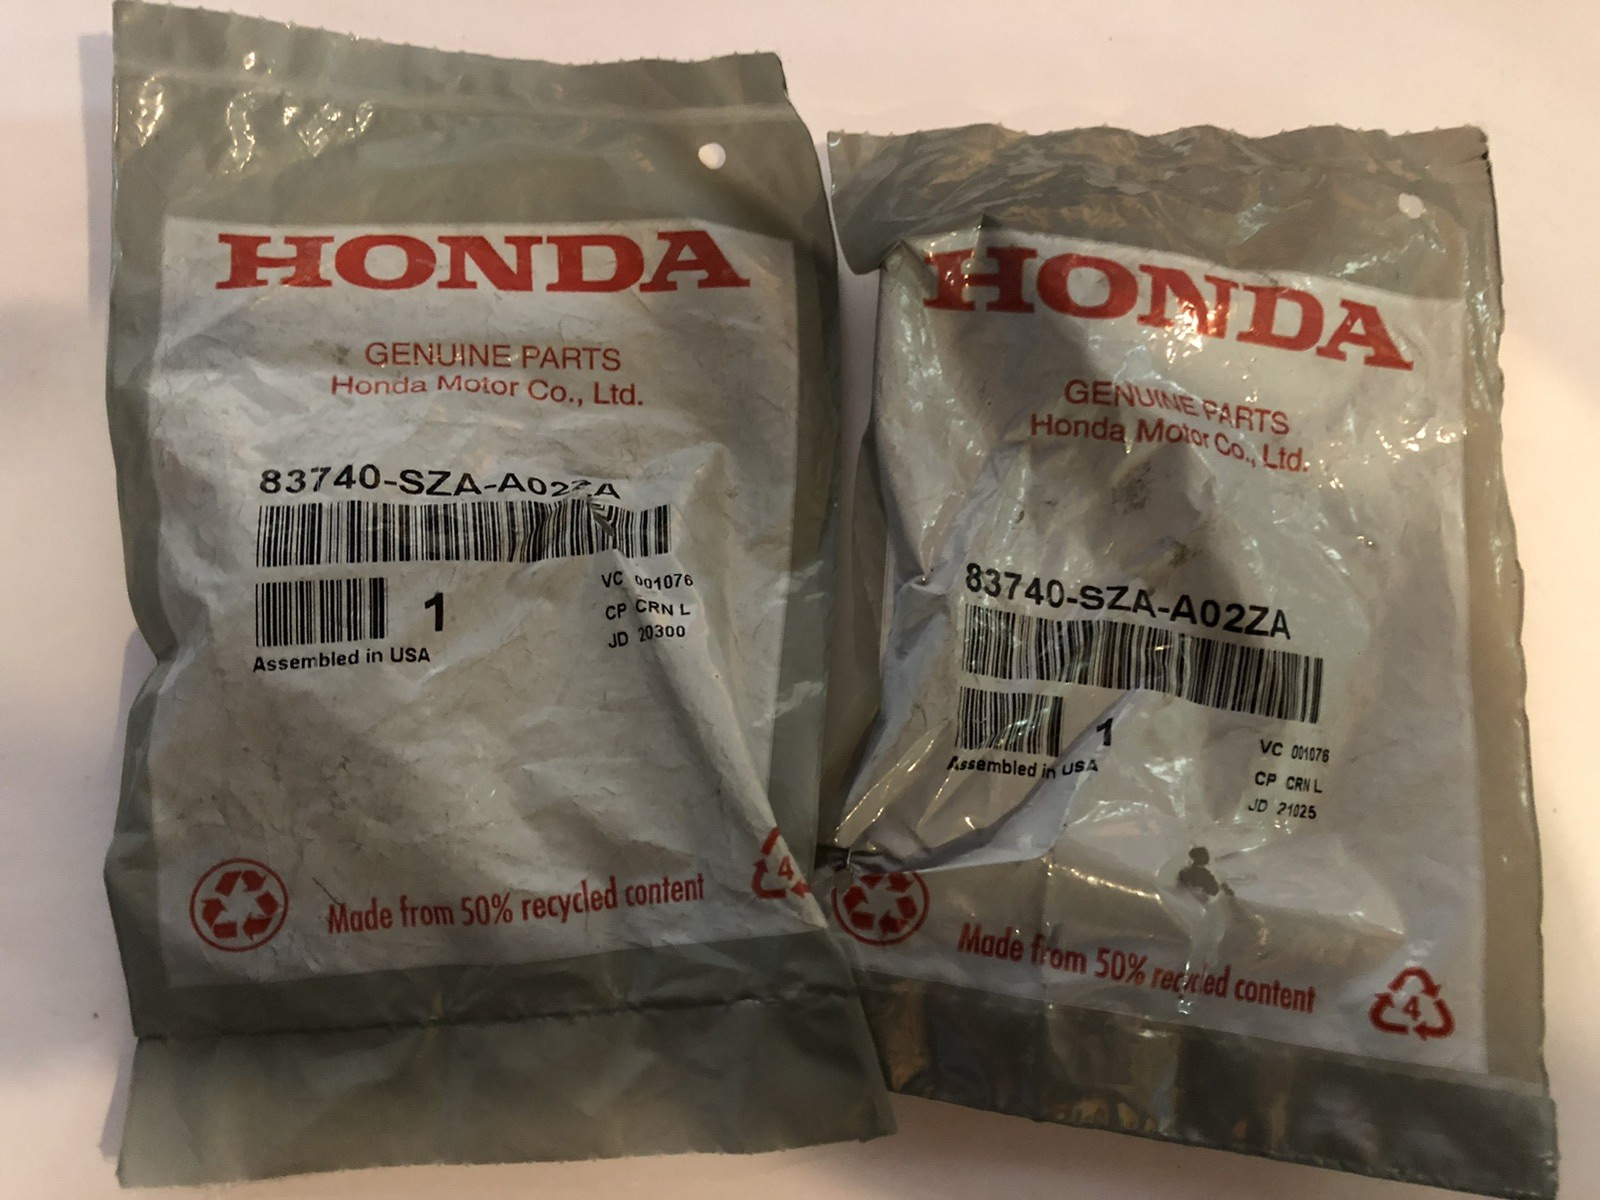 HONDA
GENUINE PARTS
Honda Motor Co., Ltd.
83740-SZA-A02ZA
1
VC 001076
CP CRN L
JD 20300
Assembled in USA
Made from 50% recycled content
4
HONDA
GENUINE PARTS
Honda Motor Co., Ltd.
83740-SZA-A02ZA
1
VC 001076
CP CRN L
JD 21025
Assembled in USA
Made from 50% recycled content
4